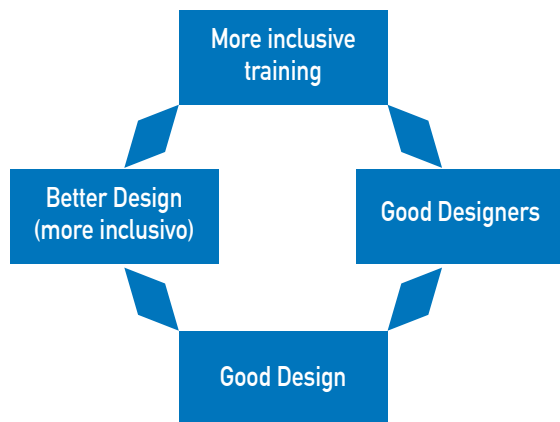 More inclusive
training
Better Design
(more inclusivo)
Good Designers
Good Design